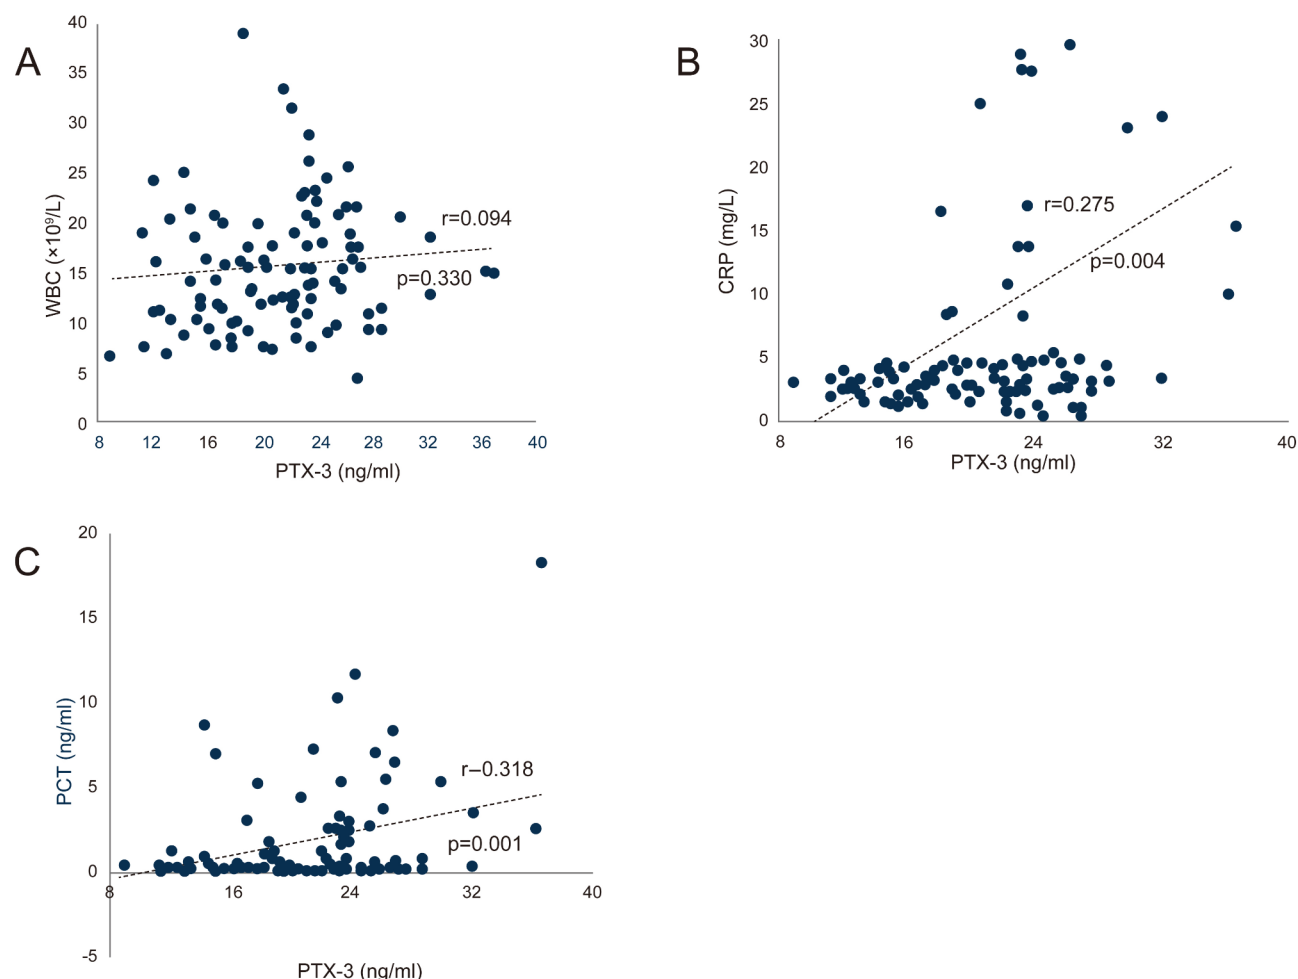 A
40
35
30
25
20
15
10
5
0
WBC (×10⁹/L)
r=0.094
p=0.330
8 12 16 20 24 28 32 36 40
PTX-3 (ng/ml)
B
30
25
20
15
10
5
0
CRP (mg/L)
r=0.275
p=0.004
8 16 24 32 40
PTX-3 (ng/ml)
C
20
15
10
5
0
-5
PCT (ng/ml)
r–0.318
p=0.001
8 16 24 40
PTX-3 (ng/ml)